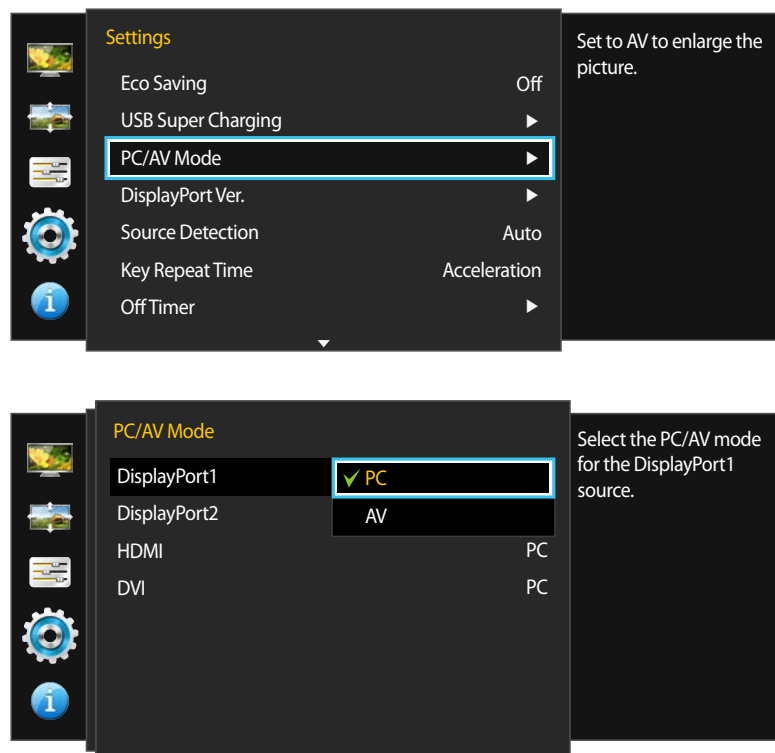 Settings
Set to AV to enlarge the
picture.
Eco Saving Off
USB Super Charging
PC/AV Mode
DisplayPort Ver.
Source Detection Auto
Key Repeat Time Acceleration
Off Timer
PC/AV Mode
Select the PC/AV mode
for the DisplayPort1
source.
DisplayPort1 PC
DisplayPort2 AV
HDMI PC
DVI PC